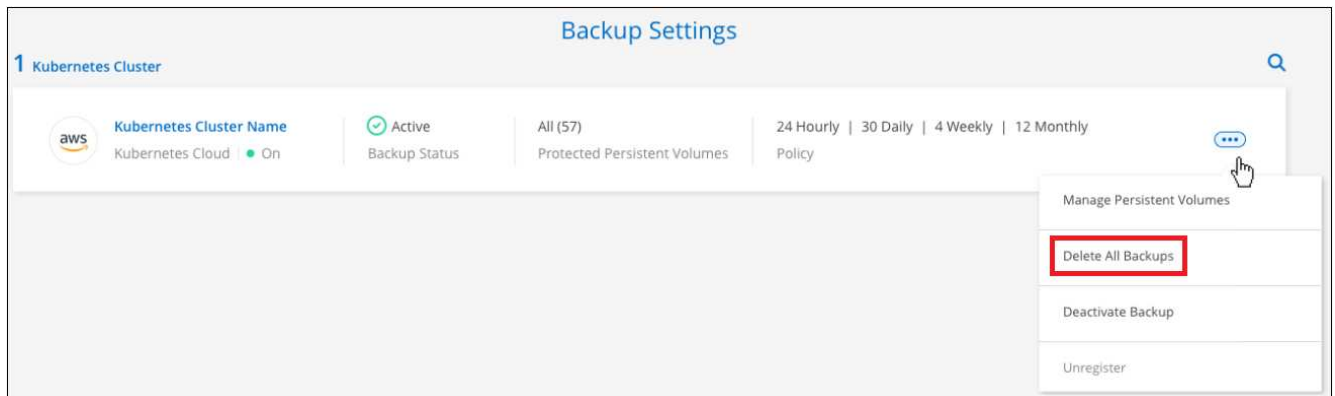 Backup Settings
1 Kubernetes Cluster
aws
Kubernetes Cluster Name
Kubernetes Cloud On
Active
Backup Status
All (57)
Protected Persistent Volumes
24 Hourly | 30 Daily | 4 Weekly | 12 Monthly
Policy
Manage Persistent Volumes
Delete All Backups
Deactivate Backup
Unregister